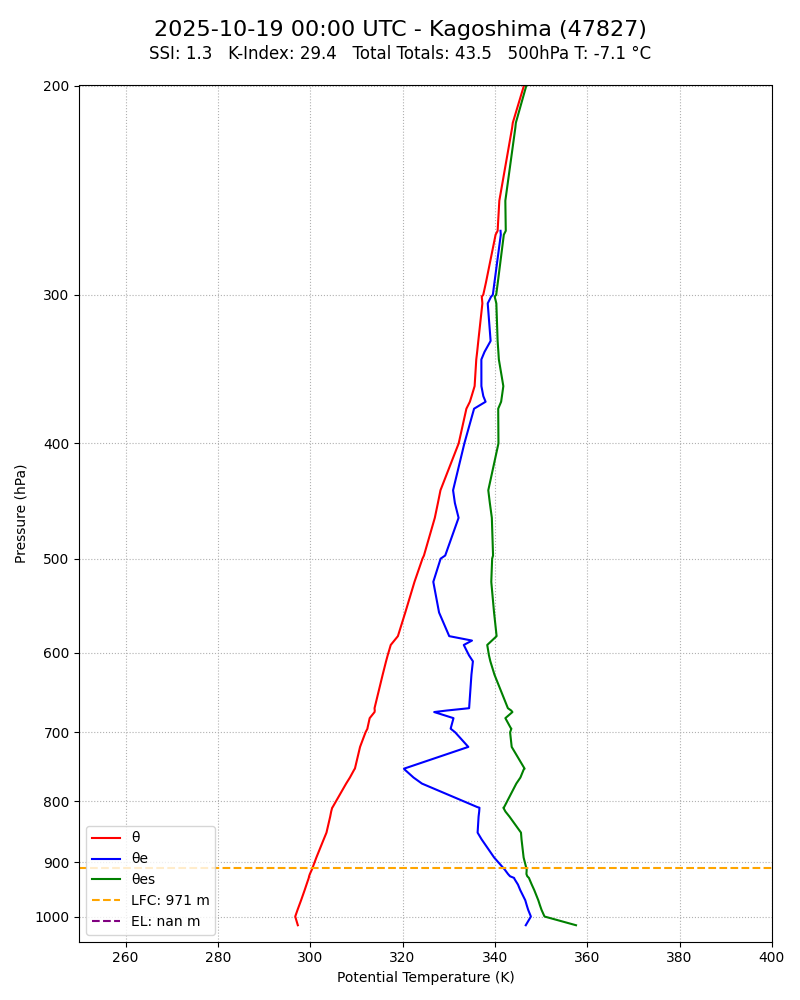 2025-10-19 00:00 UTC - Kagoshima (47827)
SSI: 1.3   K-Index: 29.4   Total Totals: 43.5   500hPa T: -7.1 °C
200
300
400
500
600
700
800
900
1000
Pressure (hPa)
θ
θe
θes
LFC: 971 m
EL: nan m
260 280 300 320 340 360 380 400
Potential Temperature (K)